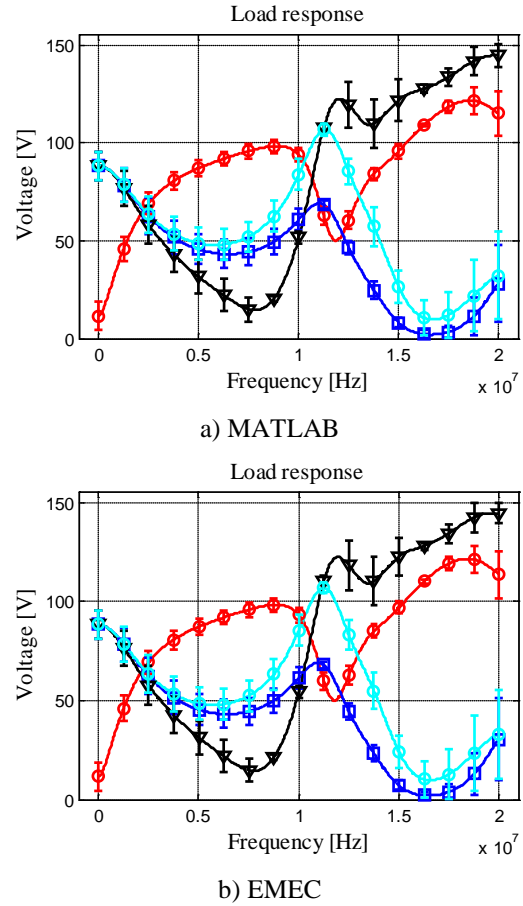 Load response
150
100
50
0
Voltage [V]
0 0.5 1 1.5 2
Frequency [Hz]
x 10^7
a) MATLAB
Load response
150
100
50
0
Voltage [V]
0 0.5 1 1.5 2
Frequency [Hz]
x 10^7
b) EMEC